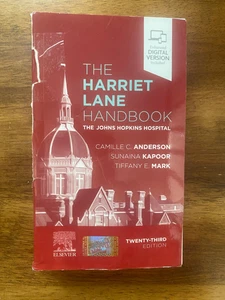 DIGITAL
VERSION
THE
HARRIET
LANE
HANDBOOK
THE JOHNS HOPKINS HOSPITAL
CAMILLE C. ANDERSON
SUNAINA KAPOOR
TIFFANY E. MARK
TWENTY-THIRD
EDITION
ELSEVIER